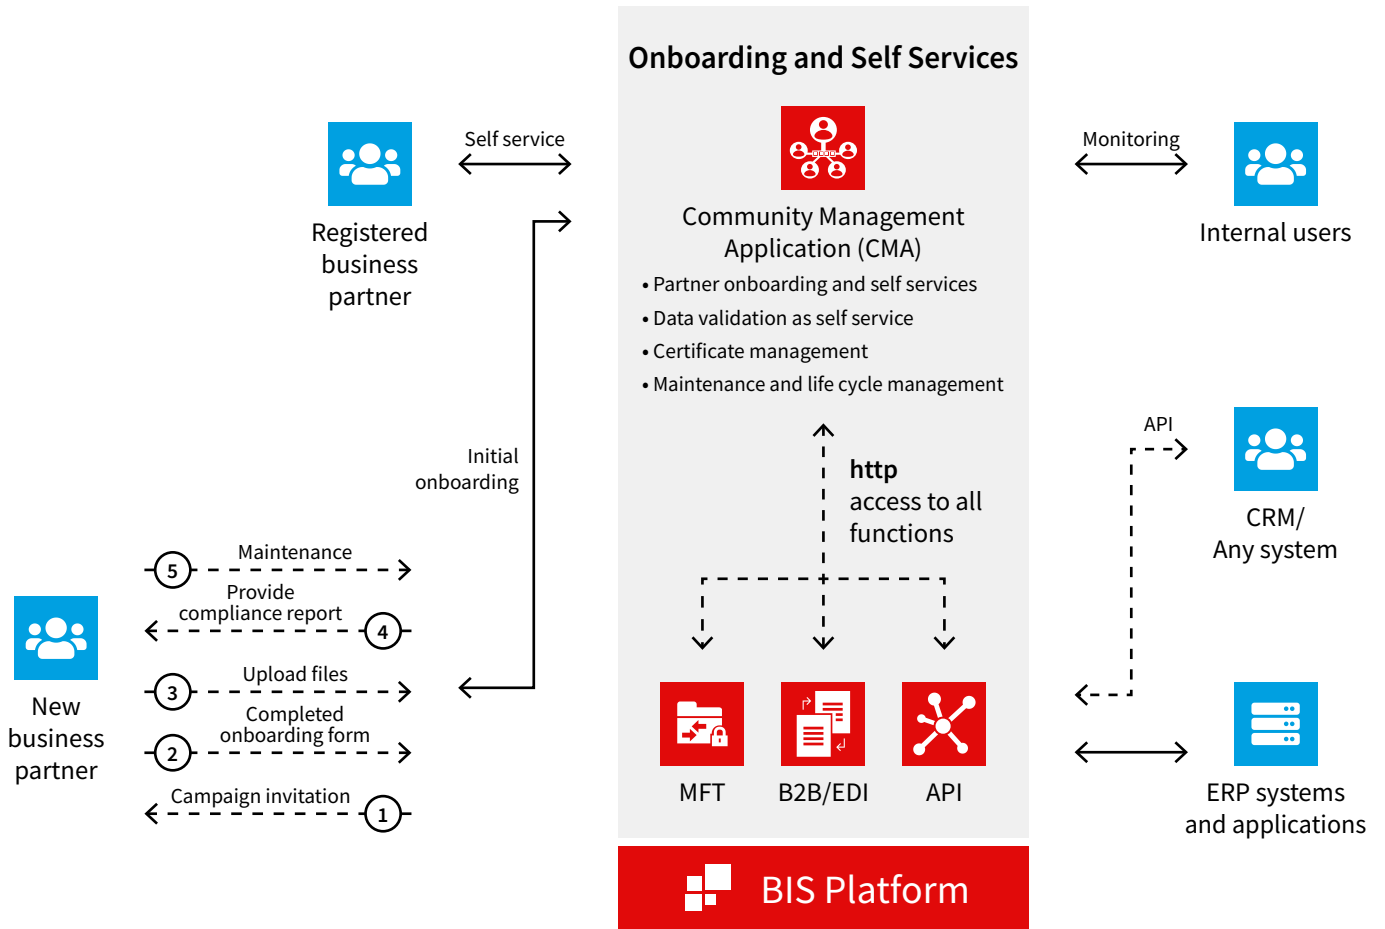 Onboarding and Self Services
Self service
Registered
business
partner
Community Management
Application (CMA)
• Partner onboarding and self services
• Data validation as self service
• Certificate management
• Maintenance and life cycle management
Monitoring
Internal users
Initial
onboarding
http
access to all
functions
API
CRM/
Any system
5
Maintenance
Provide
compliance report
4
3
Upload files
Completed
onboarding form
2
Campaign invitation
1
New
business
partner
MFT
B2B/EDI
API
ERP systems
and applications
BIS Platform